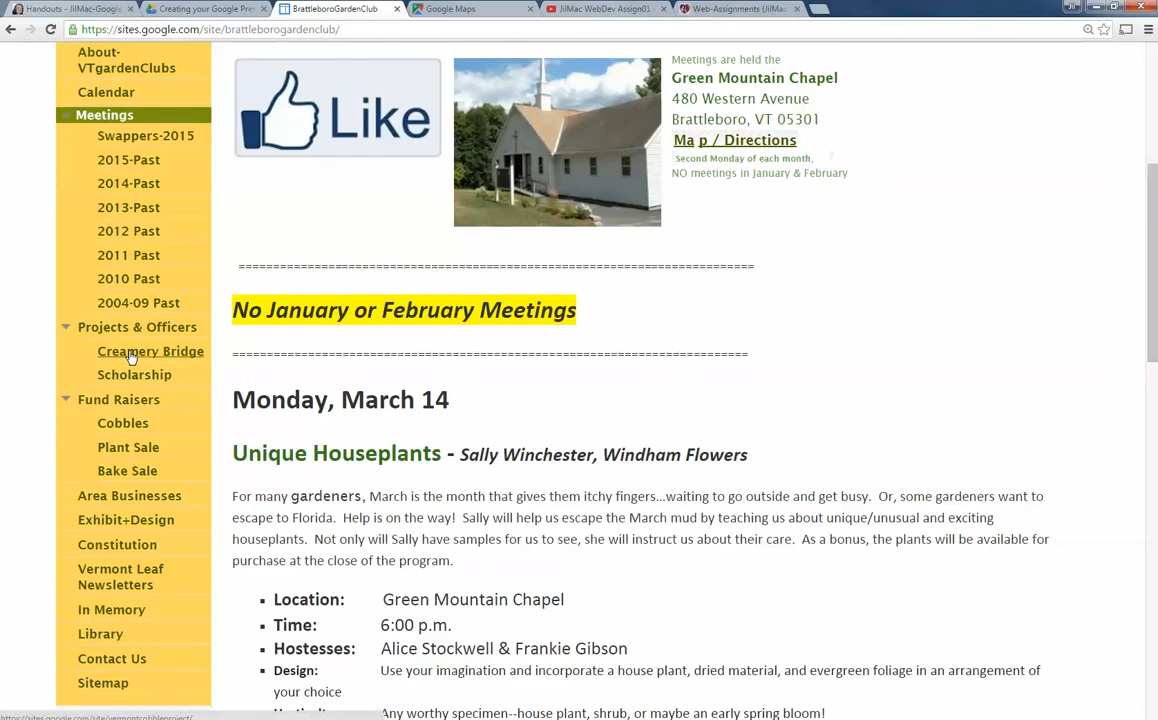 Handouts - JilMac-Google
Creating your Google Pre
BrattleboroGardenClub
Google Maps
JilMac WebDev Assign01
Web-Assignments (JilMa
Jil
https://sites.google.com/site/brattleborogardenclub/
About-
VTgardenClubs
Calendar
Meetings
Swappers-2015
2015-Past
2014-Past
2013-Past
2012 Past
2011 Past
2010 Past
2004-09 Past
Projects & Officers
Creamery Bridge
Scholarship
Fund Raisers
Cobbles
Plant Sale
Bake Sale
Area Businesses
Exhibit+Design
Constitution
Vermont Leaf
Newsletters
In Memory
Library
Contact Us
Sitemap
Like
Meetings are held the
Green Mountain Chapel
480 Western Avenue
Brattleboro, VT 05301
Map / Directions
Second Monday of each month,
NO meetings in January & February
No January or February Meetings
Monday, March 14
Unique Houseplants - Sally Winchester, Windham Flowers
For many gardeners, March is the month that gives them itchy fingers...waiting to go outside and get busy. Or, some gardeners want to
escape to Florida. Help is on the way! Sally will help us escape the March mud by teaching us about unique/unusual and exciting
houseplants. Not only will Sally have samples for us to see, she will instruct us about their care. As a bonus, the plants will be available for
purchase at the close of the program.
Location: Green Mountain Chapel
Time: 6:00 p.m.
Hostesses: Alice Stockwell & Frankie Gibson
Design: Use your imagination and incorporate a house plant, dried material, and evergreen foliage in an arrangement of
your choice
Any worthy specimen--house plant, shrub, or maybe an early spring bloom!
https://sites.google.com/site/vermontcobbleproject/